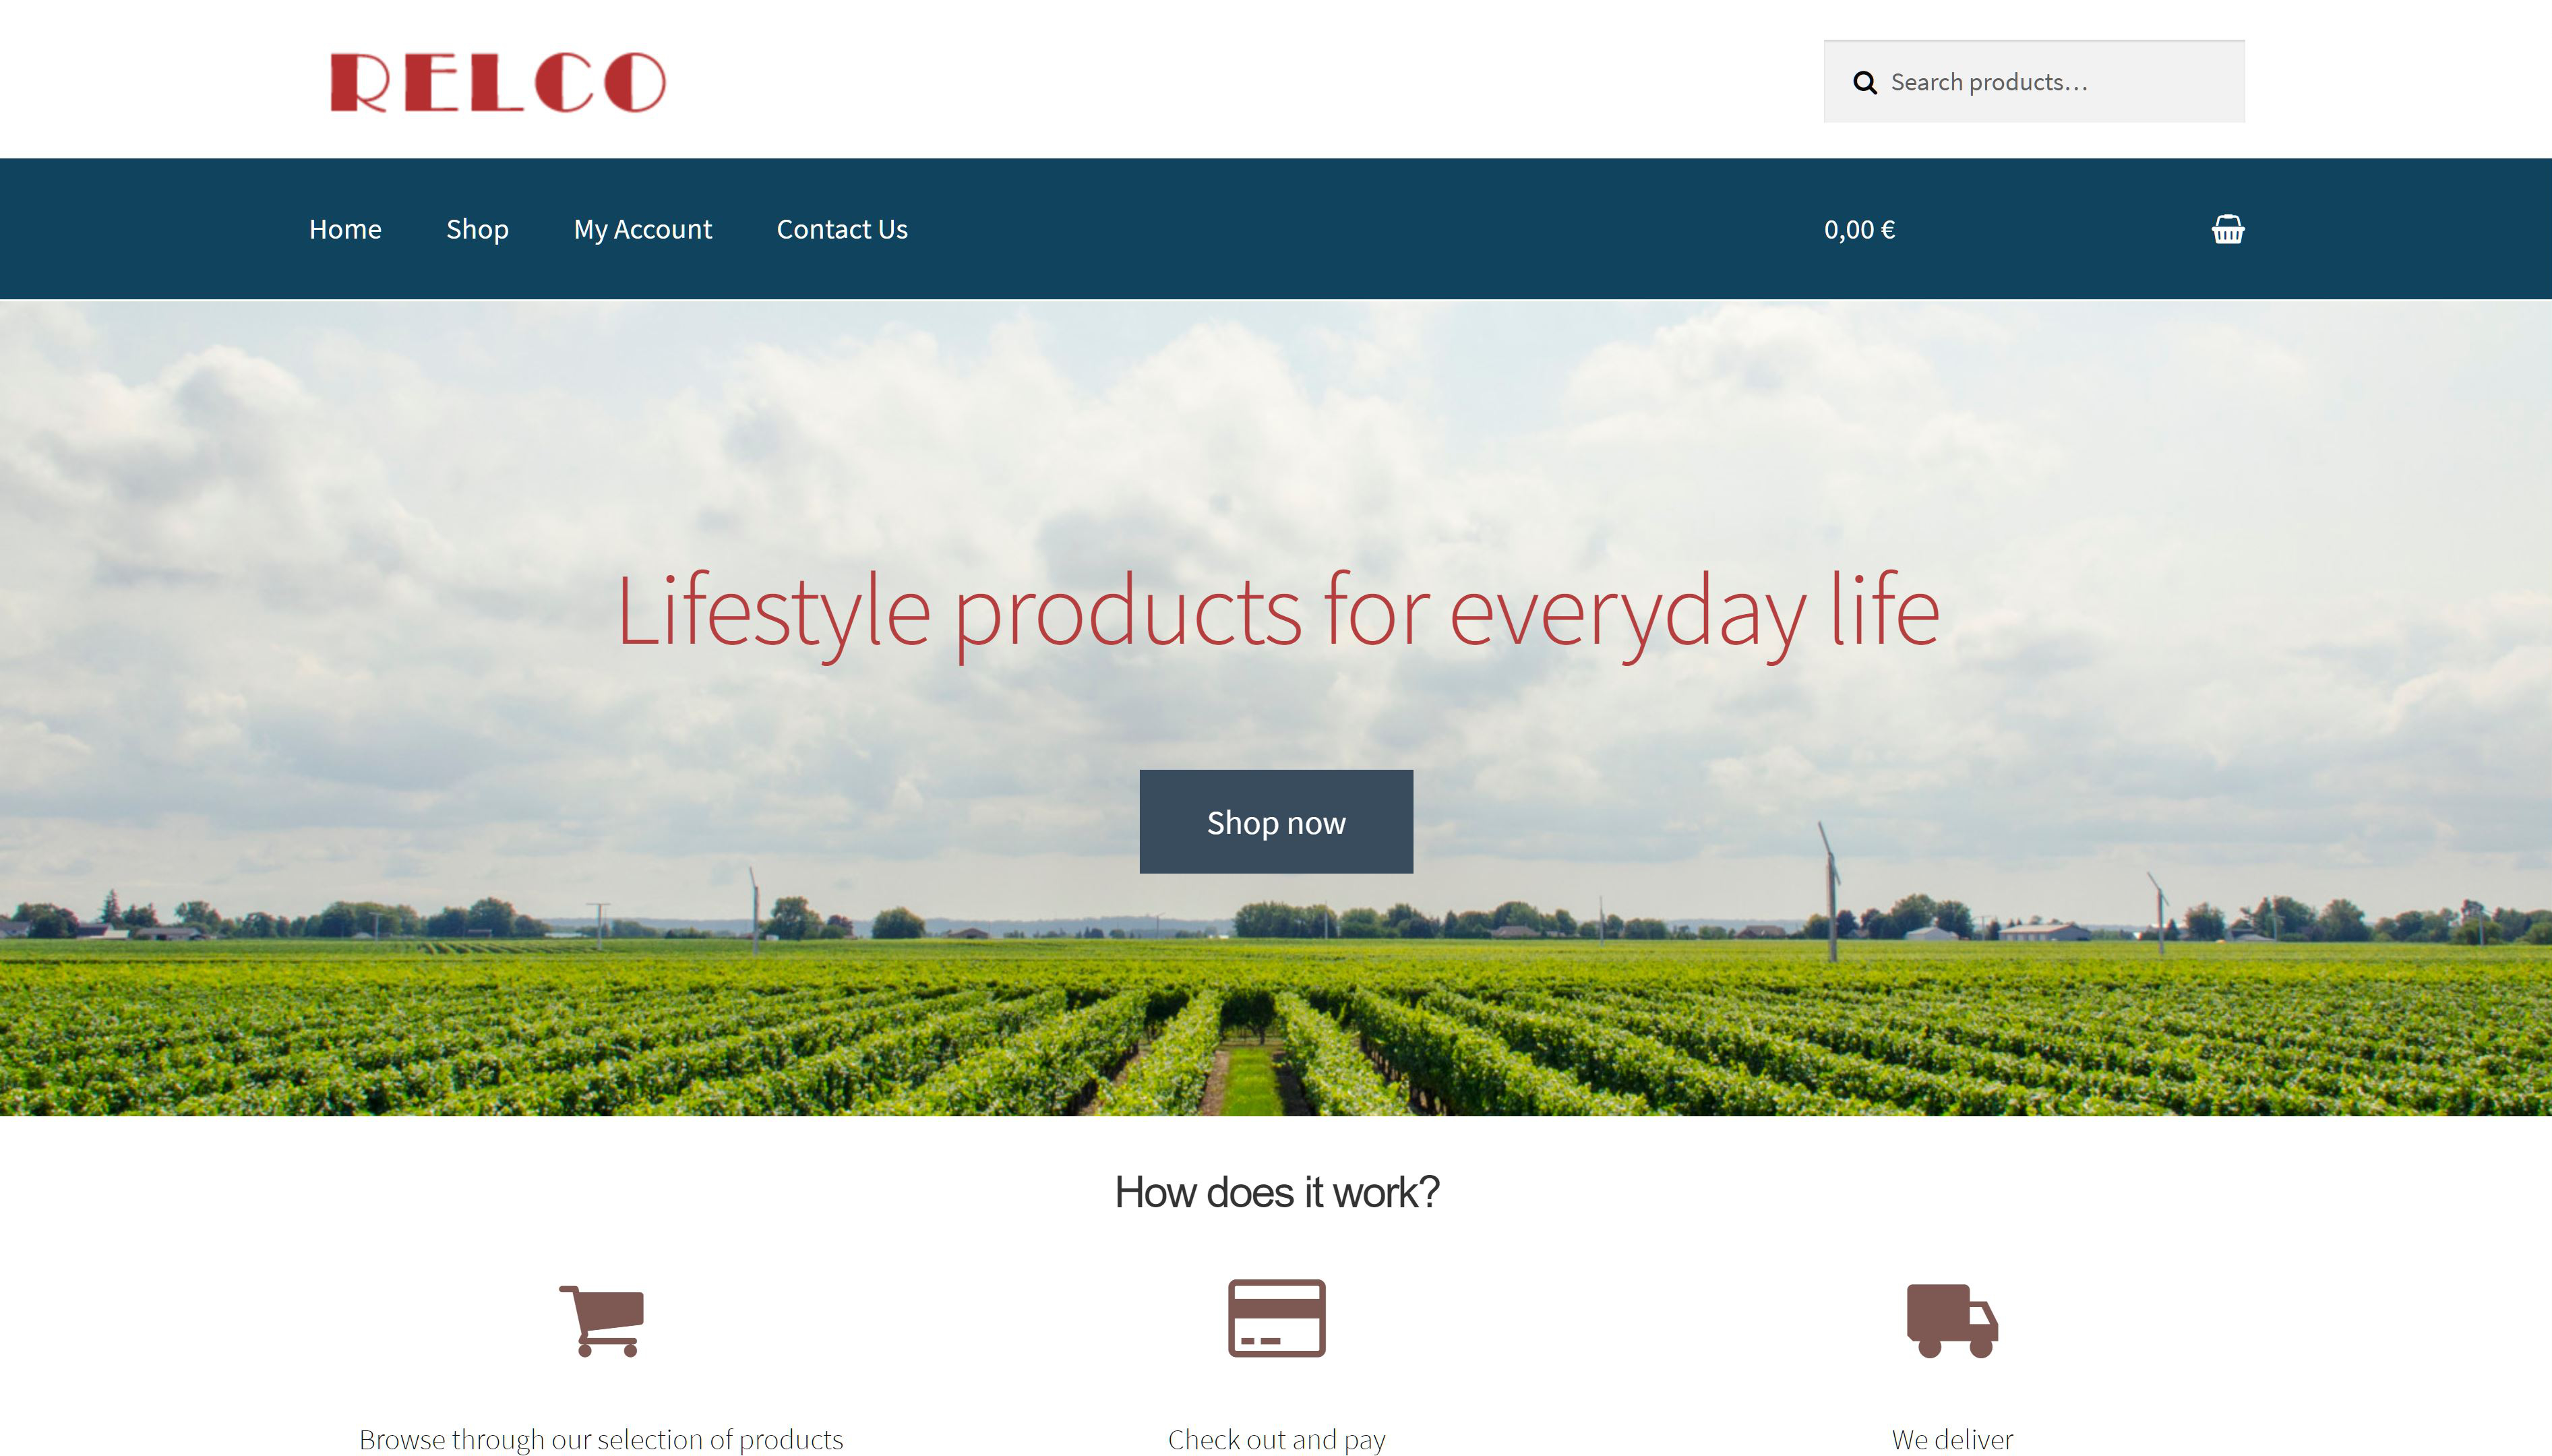 RELCO
Search products…
Home
Shop
My Account
Contact Us
0,00 €
Lifestyle products for everyday life
Shop now
How does it work?
Browse through our selection of products
Check out and pay
We deliver